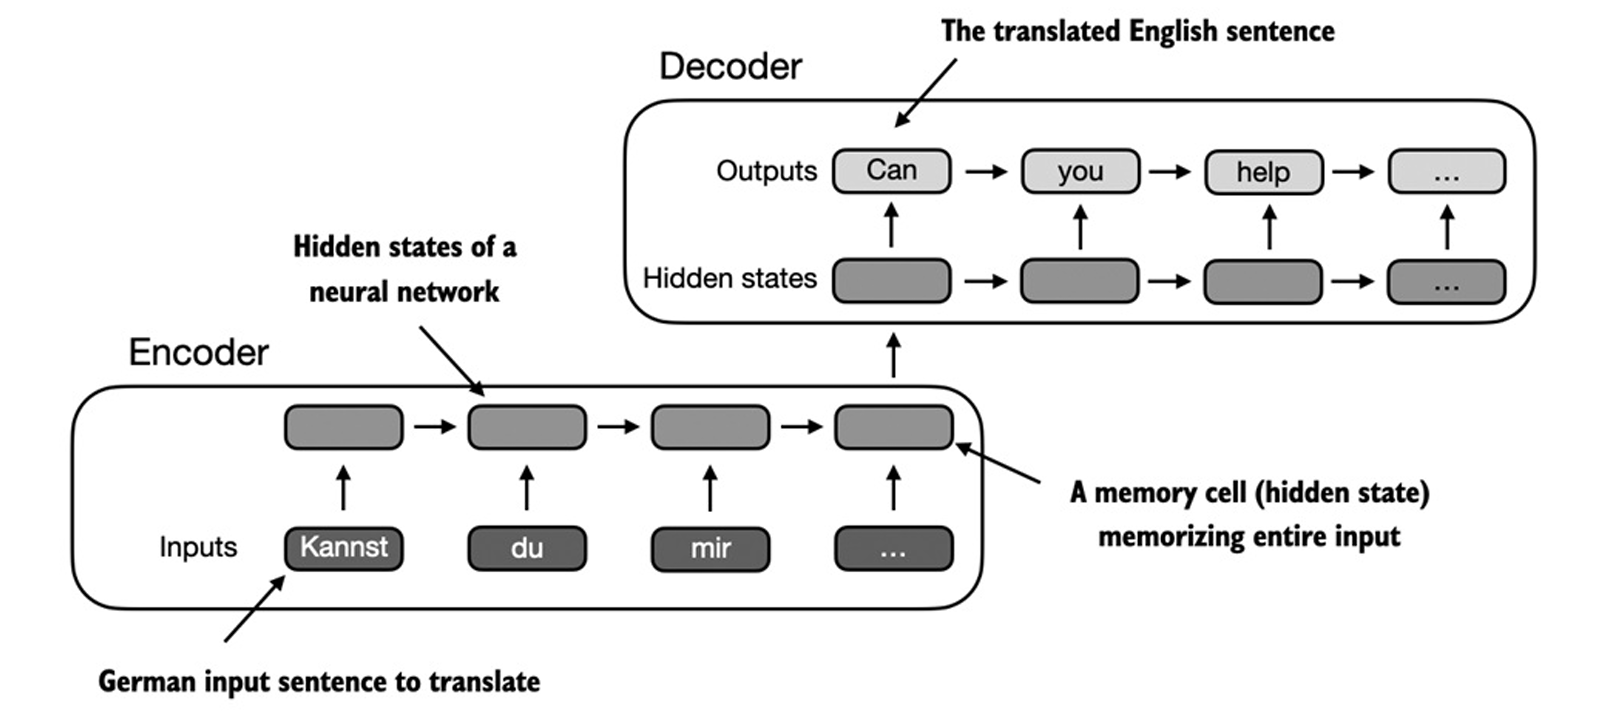 The translated English sentence
Decoder
Outputs Can you help ...
Hidden states ...
Hidden states of a
neural network
Encoder
A memory cell (hidden state)
memorizing entire input
Inputs Kannst du mir ...
German input sentence to translate